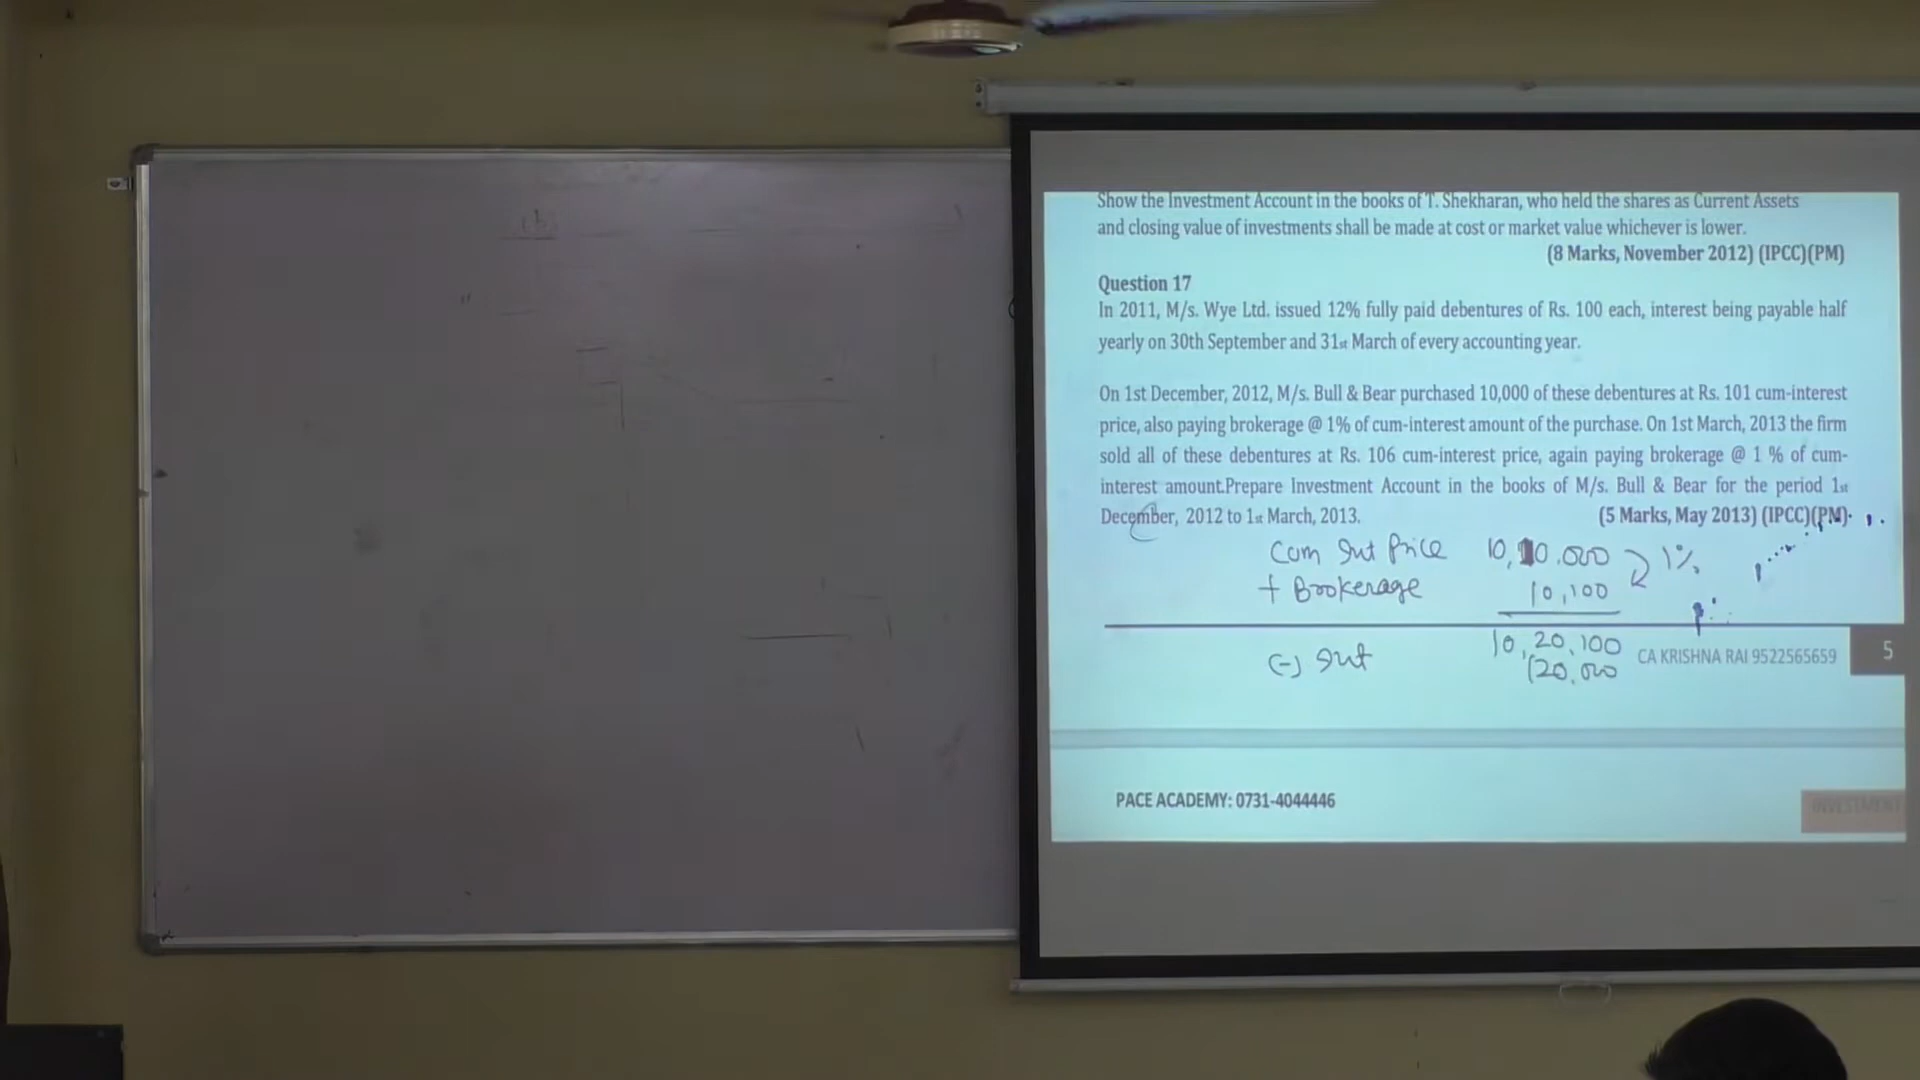 Show the Investment Account in the books of T. Shekharan, who held the shares as Current Assets
and closing value of investments shall be made at cost or market value whichever is lower.
(8 Marks, November 2012) (IPCC)(PM)
Question 17
In 2011, M/s. Wye Ltd. issued 12% fully paid debentures of Rs. 100 each, interest being payable half
yearly on 30th September and 31st March of every accounting year.
On 1st December, 2012, M/s. Bull & Bear purchased 10,000 of these debentures at Rs. 101 cum-interest
price, also paying brokerage @ 1% of cum-interest amount of the purchase. On 1st March, 2013 the firm
sold all of these debentures at Rs. 106 cum-interest price, again paying brokerage @ 1 % of cum-
interest amount.Prepare Investment Account in the books of M/s. Bull & Bear for the period 1st
December, 2012 to 1st March, 2013. (5 Marks, May 2013) (IPCC)(PM)
Cum Int Price 10,10,000 1%
+ Brokerage 10,100
10,20,100
(-) Int (20,000
CA KRISHNA RAI 9522565659 5
PACE ACADEMY: 0731-4044446
INVESTMENT